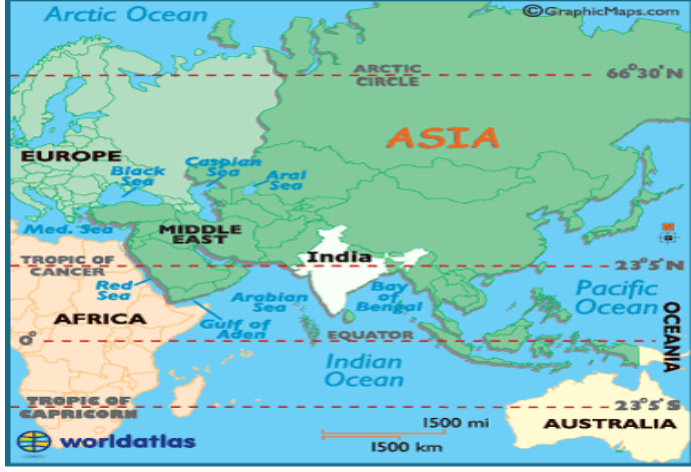 Arctic Ocean
©GraphicMaps.com
ARCTIC
CIRCLE
66°30' N
ASIA
EUROPE
Black
Sea
Caspian
Sea
Aral
Sea
Med. Sea
MIDDLE
EAST
India
N
TROPIC OF
CANCER
23°5' N
Red
Sea
Arabian
Sea
Bay
of
Bengal
Pacific
Ocean
AFRICA
Gulf of
Aden
OCEANIA
0°
EQUATOR
Indian
Ocean
TROPIC OF
CAPRICORN
23°5' S
AUSTRALIA
1500 mi
1500 km
worldatlas